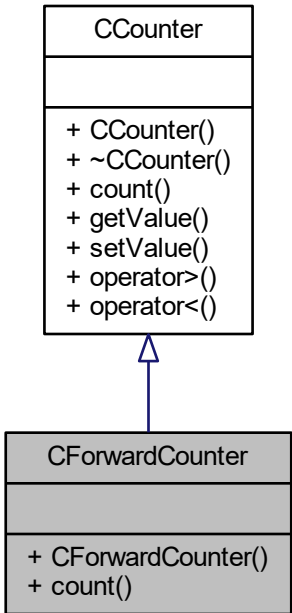 CCounter
+ CCounter()
+ ~CCounter()
+ count()
+ getValue()
+ setValue()
+ operator>()
+ operator<()
CForwardCounter
+ CForwardCounter()
+ count()